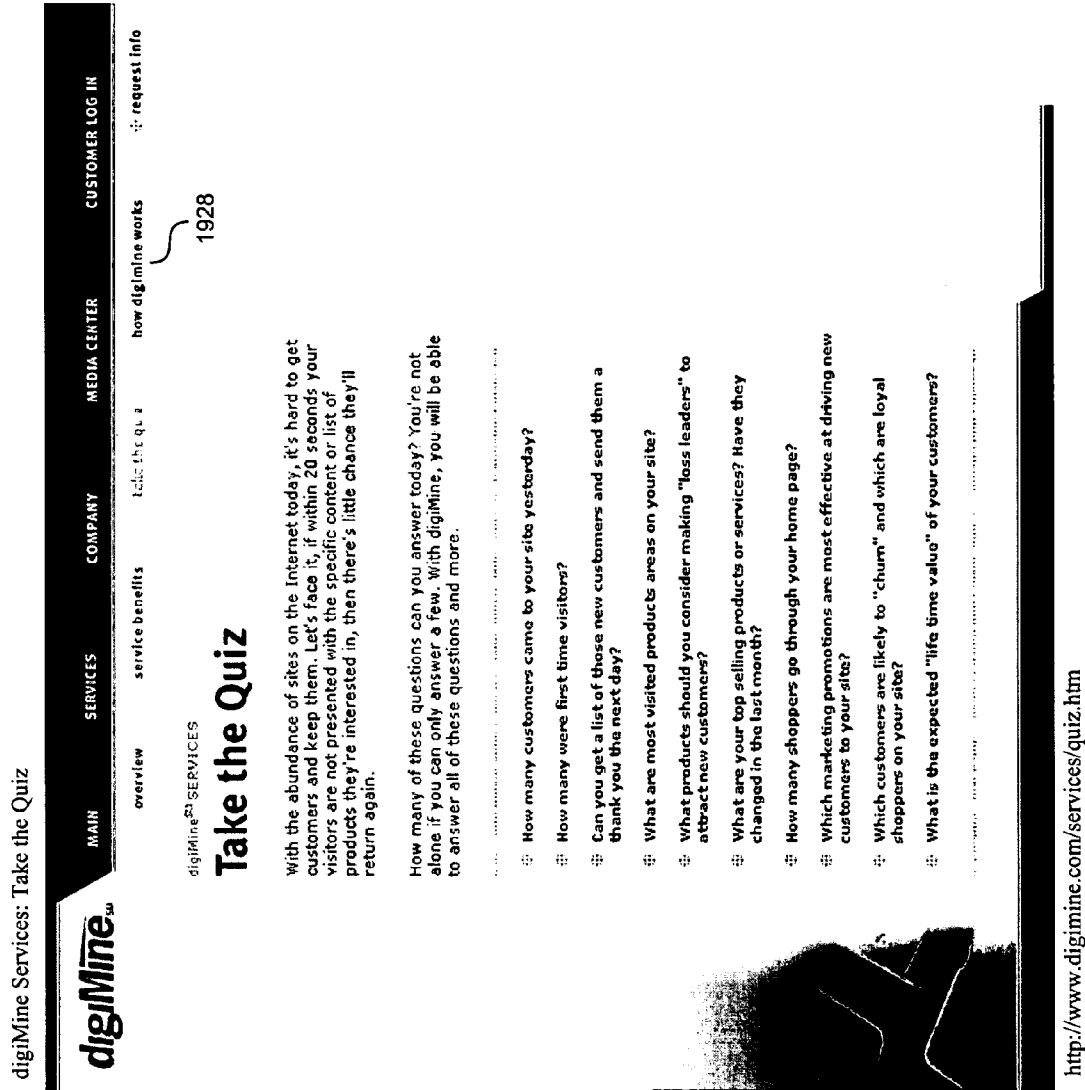 digiMine Services: Take the Quiz
digiMine SM
MAIN SERVICES COMPANY MEDIA CENTER CUSTOMER LOG IN
overview service benefits take the how digimine works request info
1928
digiMine SERVICES
Take the Quiz
With the abundance of sites on the Internet today, it's hard to get
customers and keep them. Let's face it, if within 20 seconds your
visitors are not presented with the specific content or list of
products they're interested in, then there's little chance they'll
return again.
How many of these questions can you answer today? You're not
alone if you can only answer a few. With digiMine, you will be able
to answer all of these questions and more.
How many customers came to your site yesterday?
How many were first time visitors?
Can you get a list of those new customers and send them a
thank you the next day?
What are most visited products areas on your site?
What products should you consider making "loss leaders" to
attract new customers?
What are your top selling products or services? Have they
changed in the last month?
How many shoppers go through your home page?
Which marketing promotions are most effective at driving new
customers to your site?
Which customers are likely to "churn" and which are loyal
shoppers on your site?
What is the expected "life time value" of your customers?
http://www.digimine.com/services/quiz.htm